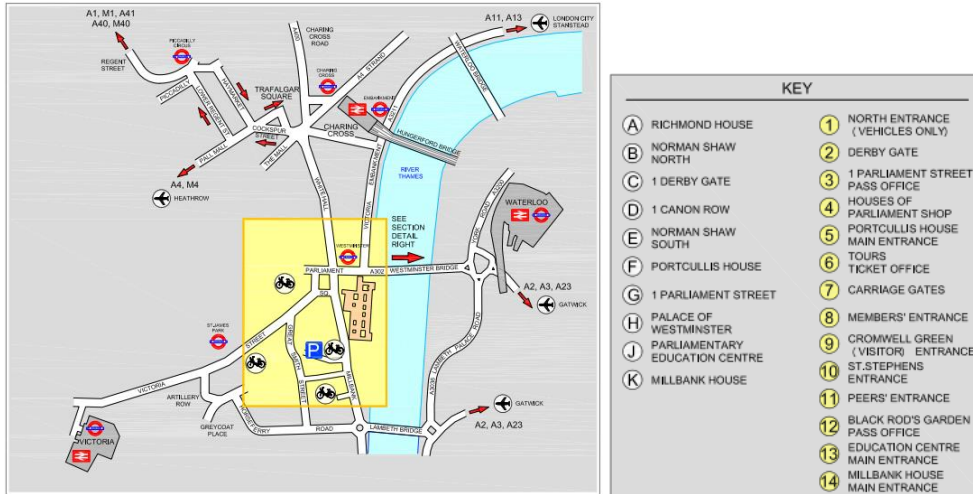 A1, M1, A41
A40, M40
PICCADILLY
CIRCUS
REGENT
STREET
PICCADILLY
LOWER REGENT ST
HAYMARKET
A400
CHARING
CROSS
ROAD
TRAFALGAR
SQUARE
CHARING
CROSS
A4 STRAND
A11, A13
LONDON CITY
STANSTEAD
WATERLOO BRIDGE
EMBANKMENT
A3211
COCKSPUR
STREET
CHARING
CROSS
PALL MALL
THE MALL
HUNGERFORD BRIDGE
A4, M4
HEATHROW
WHITEHALL
VICTORIA
EMBANKMENT
RIVER
THAMES
SEE
SECTION
DETAIL
RIGHT
YORK ROAD A3200
WATERLOO
WESTMINSTER
PARLIAMENT
SQ
A302
WESTMINSTER BRIDGE
A2, A3, A23
GATWICK
ST.JAMES
PARK
VICTORIA
STREET
GREAT
SMITH
STREET
P
MILLBANK
LAMBETH PALACE ROAD
ARTILLERY
ROW
GREYCOAT
PLACE
HORSEFERRY
ROAD
LAMBETH BRIDGE
GATWICK
A2, A3, A23
VICTORIA
KEY
A RICHMOND HOUSE
B NORMAN SHAW
NORTH
C 1 DERBY GATE
D 1 CANON ROW
E NORMAN SHAW
SOUTH
F PORTCULLIS HOUSE
G 1 PARLIAMENT STREET
H PALACE OF
WESTMINSTER
J PARLIAMENTARY
EDUCATION CENTRE
K MILLBANK HOUSE
1 NORTH ENTRANCE
(VEHICLES ONLY)
2 DERBY GATE
3 1 PARLIAMENT STREET
PASS OFFICE
4 HOUSES OF
PARLIAMENT SHOP
5 PORTCULLIS HOUSE
MAIN ENTRANCE
6 TOURS
TICKET OFFICE
7 CARRIAGE GATES
8 MEMBERS' ENTRANCE
9 CROMWELL GREEN
(VISITOR) ENTRANCE
10 ST.STEPHENS
ENTRANCE
11 PEERS' ENTRANCE
12 BLACK ROD'S GARDEN
PASS OFFICE
13 EDUCATION CENTRE
MAIN ENTRANCE
14 MILLBANK HOUSE
MAIN ENTRANCE